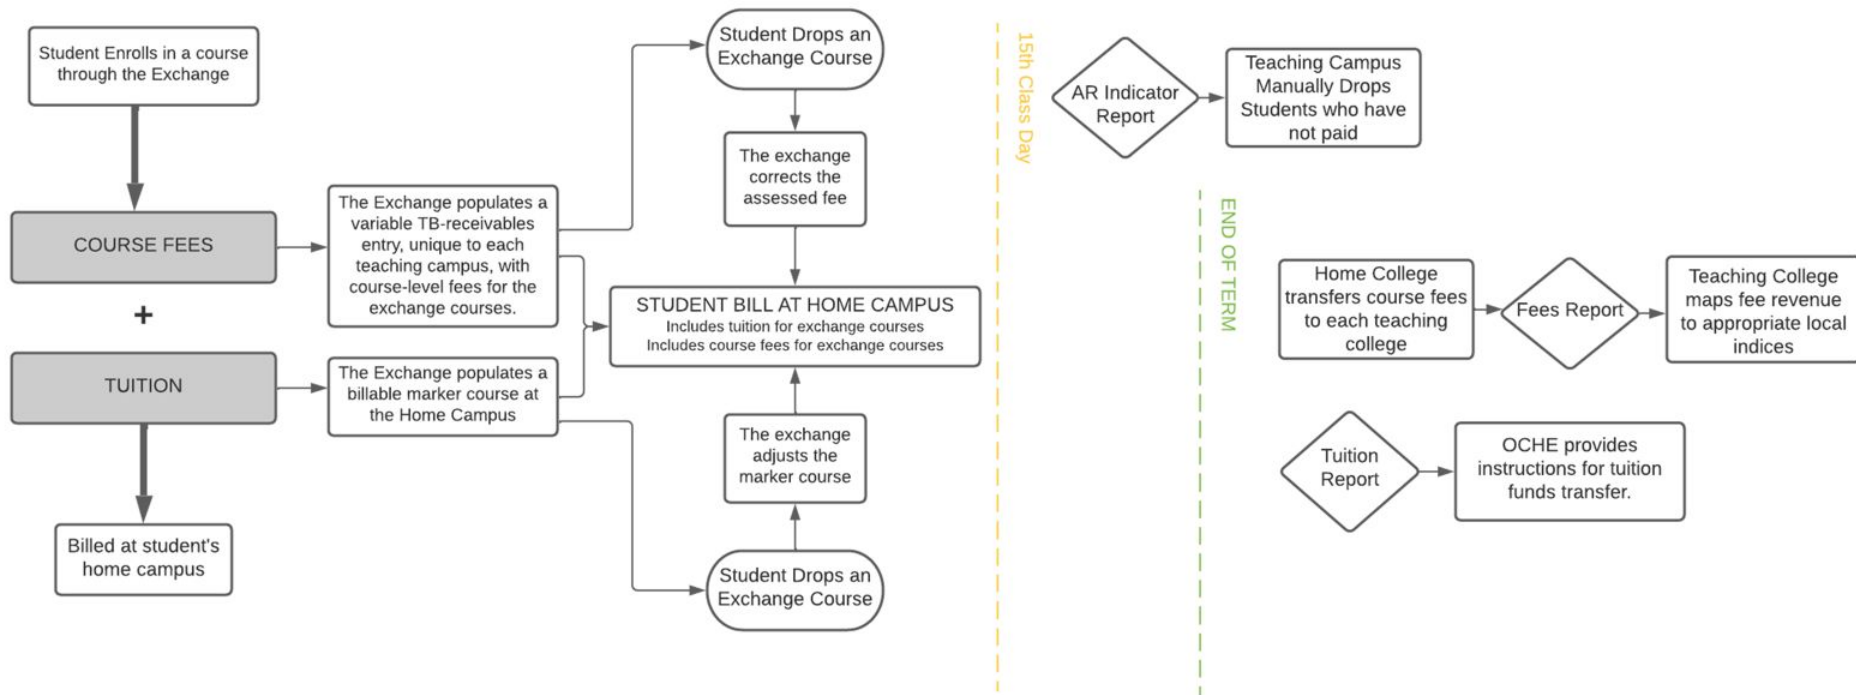 Student Enrolls in a course
through the Exchange
COURSE FEES
+
TUITION
Billed at student's
home campus
The Exchange populates a
variable TB-receivables
entry, unique to each
teaching campus, with
course-level fees for the
exchange courses.
The Exchange populates a
billable marker course at
the Home Campus
Student Drops an
Exchange Course
The exchange
corrects the
assessed fee
STUDENT BILL AT HOME CAMPUS
Includes tuition for exchange courses
Includes course fees for exchange courses
The exchange
adjusts the
marker course
Student Drops an
Exchange Course
15th Class Day
AR Indicator
Report
Teaching Campus
Manually Drops
Students who have
not paid
END OF TERM
Home College
transfers course fees
to each teaching
college
Fees Report
Teaching College
maps fee revenue
to appropriate local
indices
Tuition
Report
OCHE provides
instructions for tuition
funds transfer.